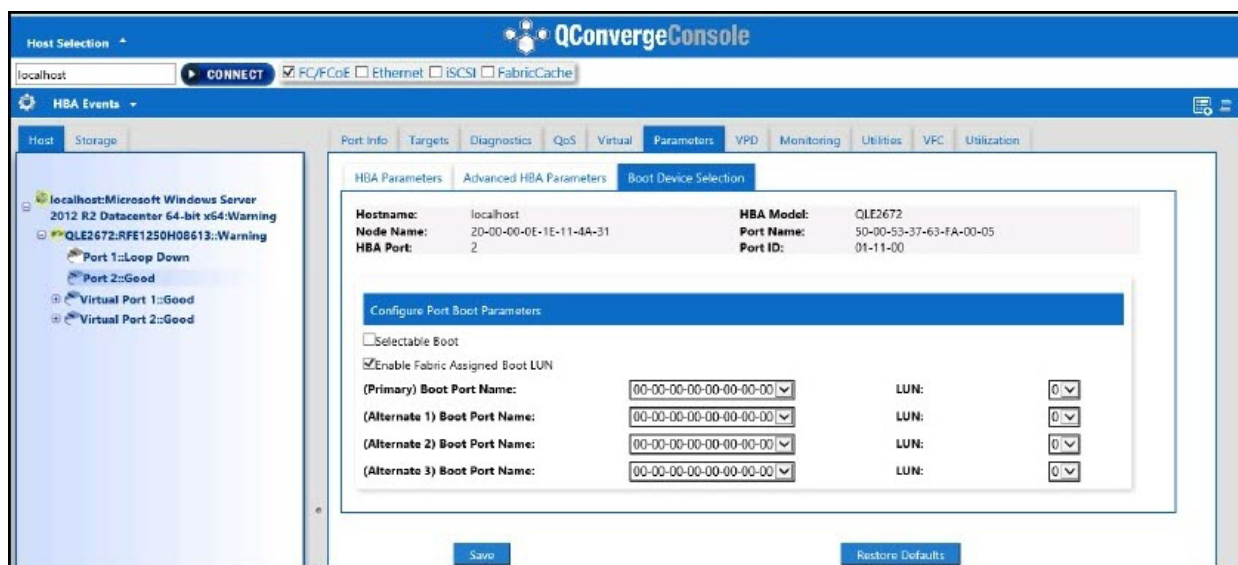 Host Selection
QConvergeConsole
localhost CONNECT FC/FCoE Ethernet iSCSI FabricCache
HBA Events
Host Storage
Port Info Targets Diagnostics QoS Virtual Parameters VPD Monitoring Utilities VFC Utilization
HBA Parameters Advanced HBA Parameters Boot Device Selection
localhost:Microsoft Windows Server
2012 R2 Datacenter 64-bit x64:Warning
QLE2672:RFE1250H08613::Warning
Port 1::Loop Down
Port 2::Good
Virtual Port 1::Good
Virtual Port 2::Good
Hostname: localhost HBA Model: QLE2672
Node Name: 20-00-00-0E-1E-11-4A-31 Port Name: 50-00-53-37-63-FA-00-05
HBA Port: 2 Port ID: 01-11-00
Configure Port Boot Parameters
Selectable Boot
Enable Fabric Assigned Boot LUN
(Primary) Boot Port Name: 00-00-00-00-00-00-00-00 LUN: 0
(Alternate 1) Boot Port Name: 00-00-00-00-00-00-00-00 LUN: 0
(Alternate 2) Boot Port Name: 00-00-00-00-00-00-00-00 LUN: 0
(Alternate 3) Boot Port Name: 00-00-00-00-00-00-00-00 LUN: 0
Save Restore Defaults